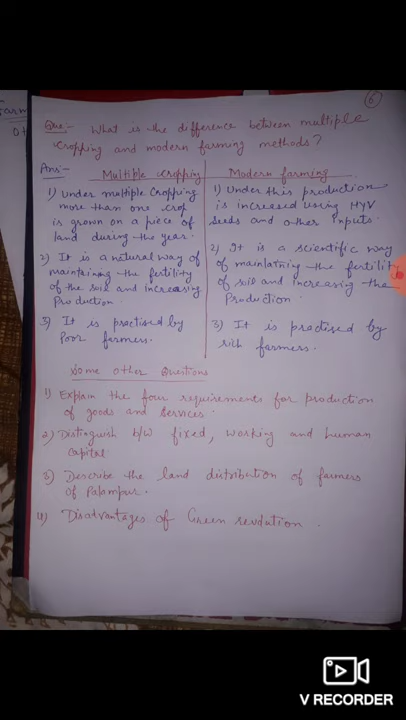 6
Que:- What is the difference between multiple
cropping and modern farming methods?
Ans:- Multiple cropping Modern farming
1) Under multiple cropping
more than one crop
is grown on a piece of
land during the year.
2) It is a natural way of
maintaining the fertility
of the soil and increasing
Production.
3) It is practised by
Poor farmers.
1) Under this production
is increased using HYV
Seeds and other inputs.
2) It is a scientific way
of maintaining the fertility
of soil and increasing the
Production.
3) It is practised by
rich farmers.
Some other Questions
1) Explain the four requirements for production
of goods and services.
2) Distinguish b/w fixed, working and human
Capital
3) Describe the land distribution of farmers
of Palampur.
4) Disadvantages of Green revolution.
V RECORDER